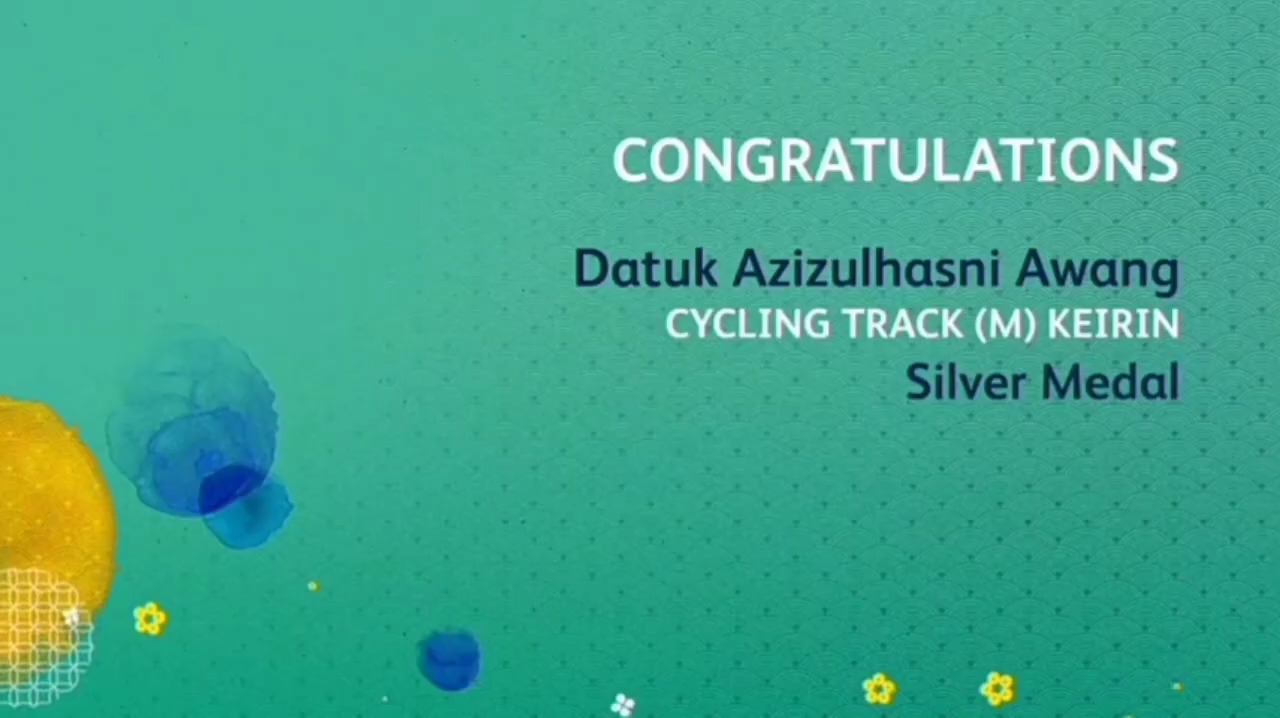 CONGRATULATIONS
Datuk Azizulhasni Awang
CYCLING TRACK (M) KEIRIN
Silver Medal